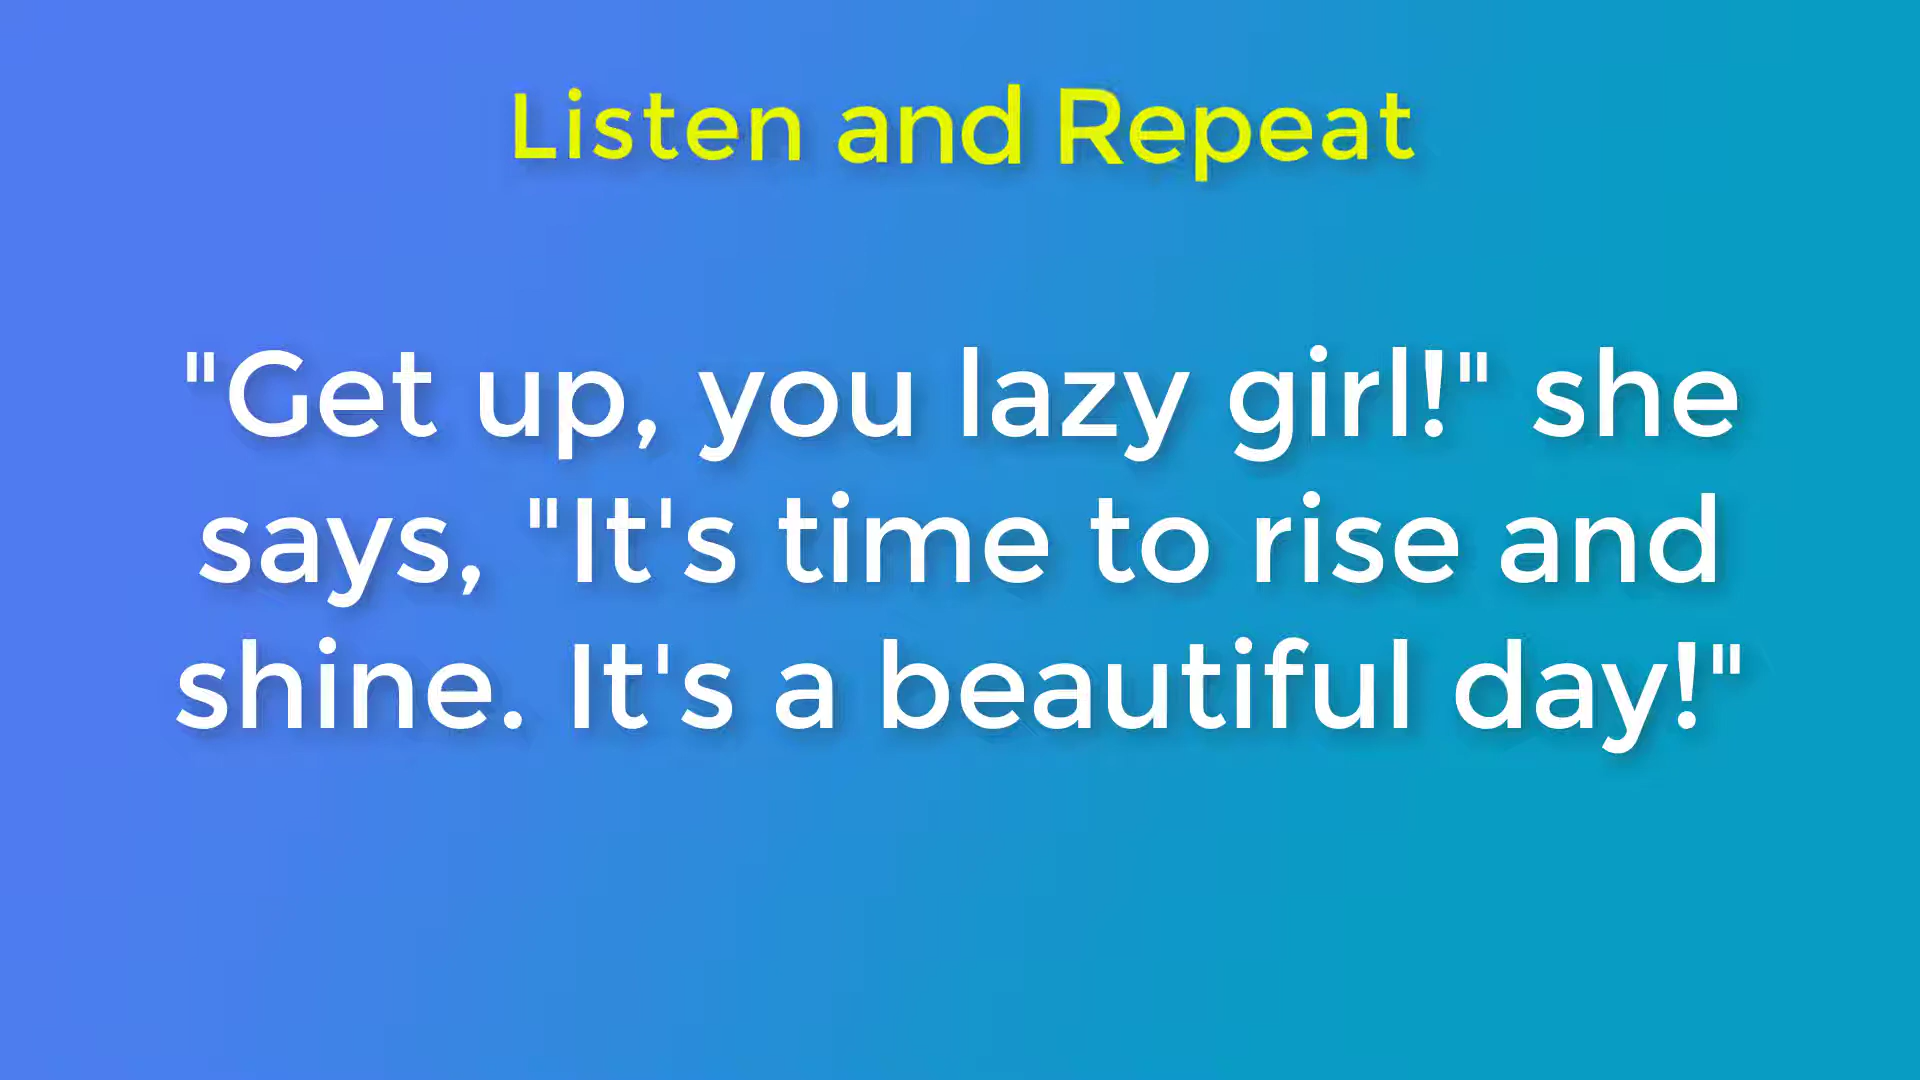 Listen and Repeat
"Get up, you lazy girl!" she
says, "It's time to rise and
shine. It's a beautiful day!"